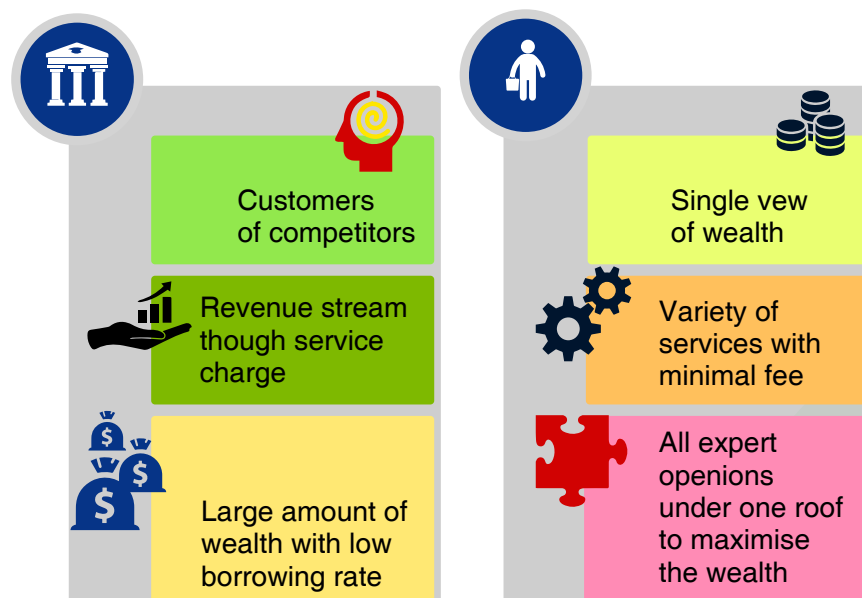 Customers
of competitors
Revenue stream
though service
charge
Large amount of
wealth with low
borrowing rate
Single vew
of wealth
Variety of
services with
minimal fee
All expert
openions
under one roof
to maximise
the wealth